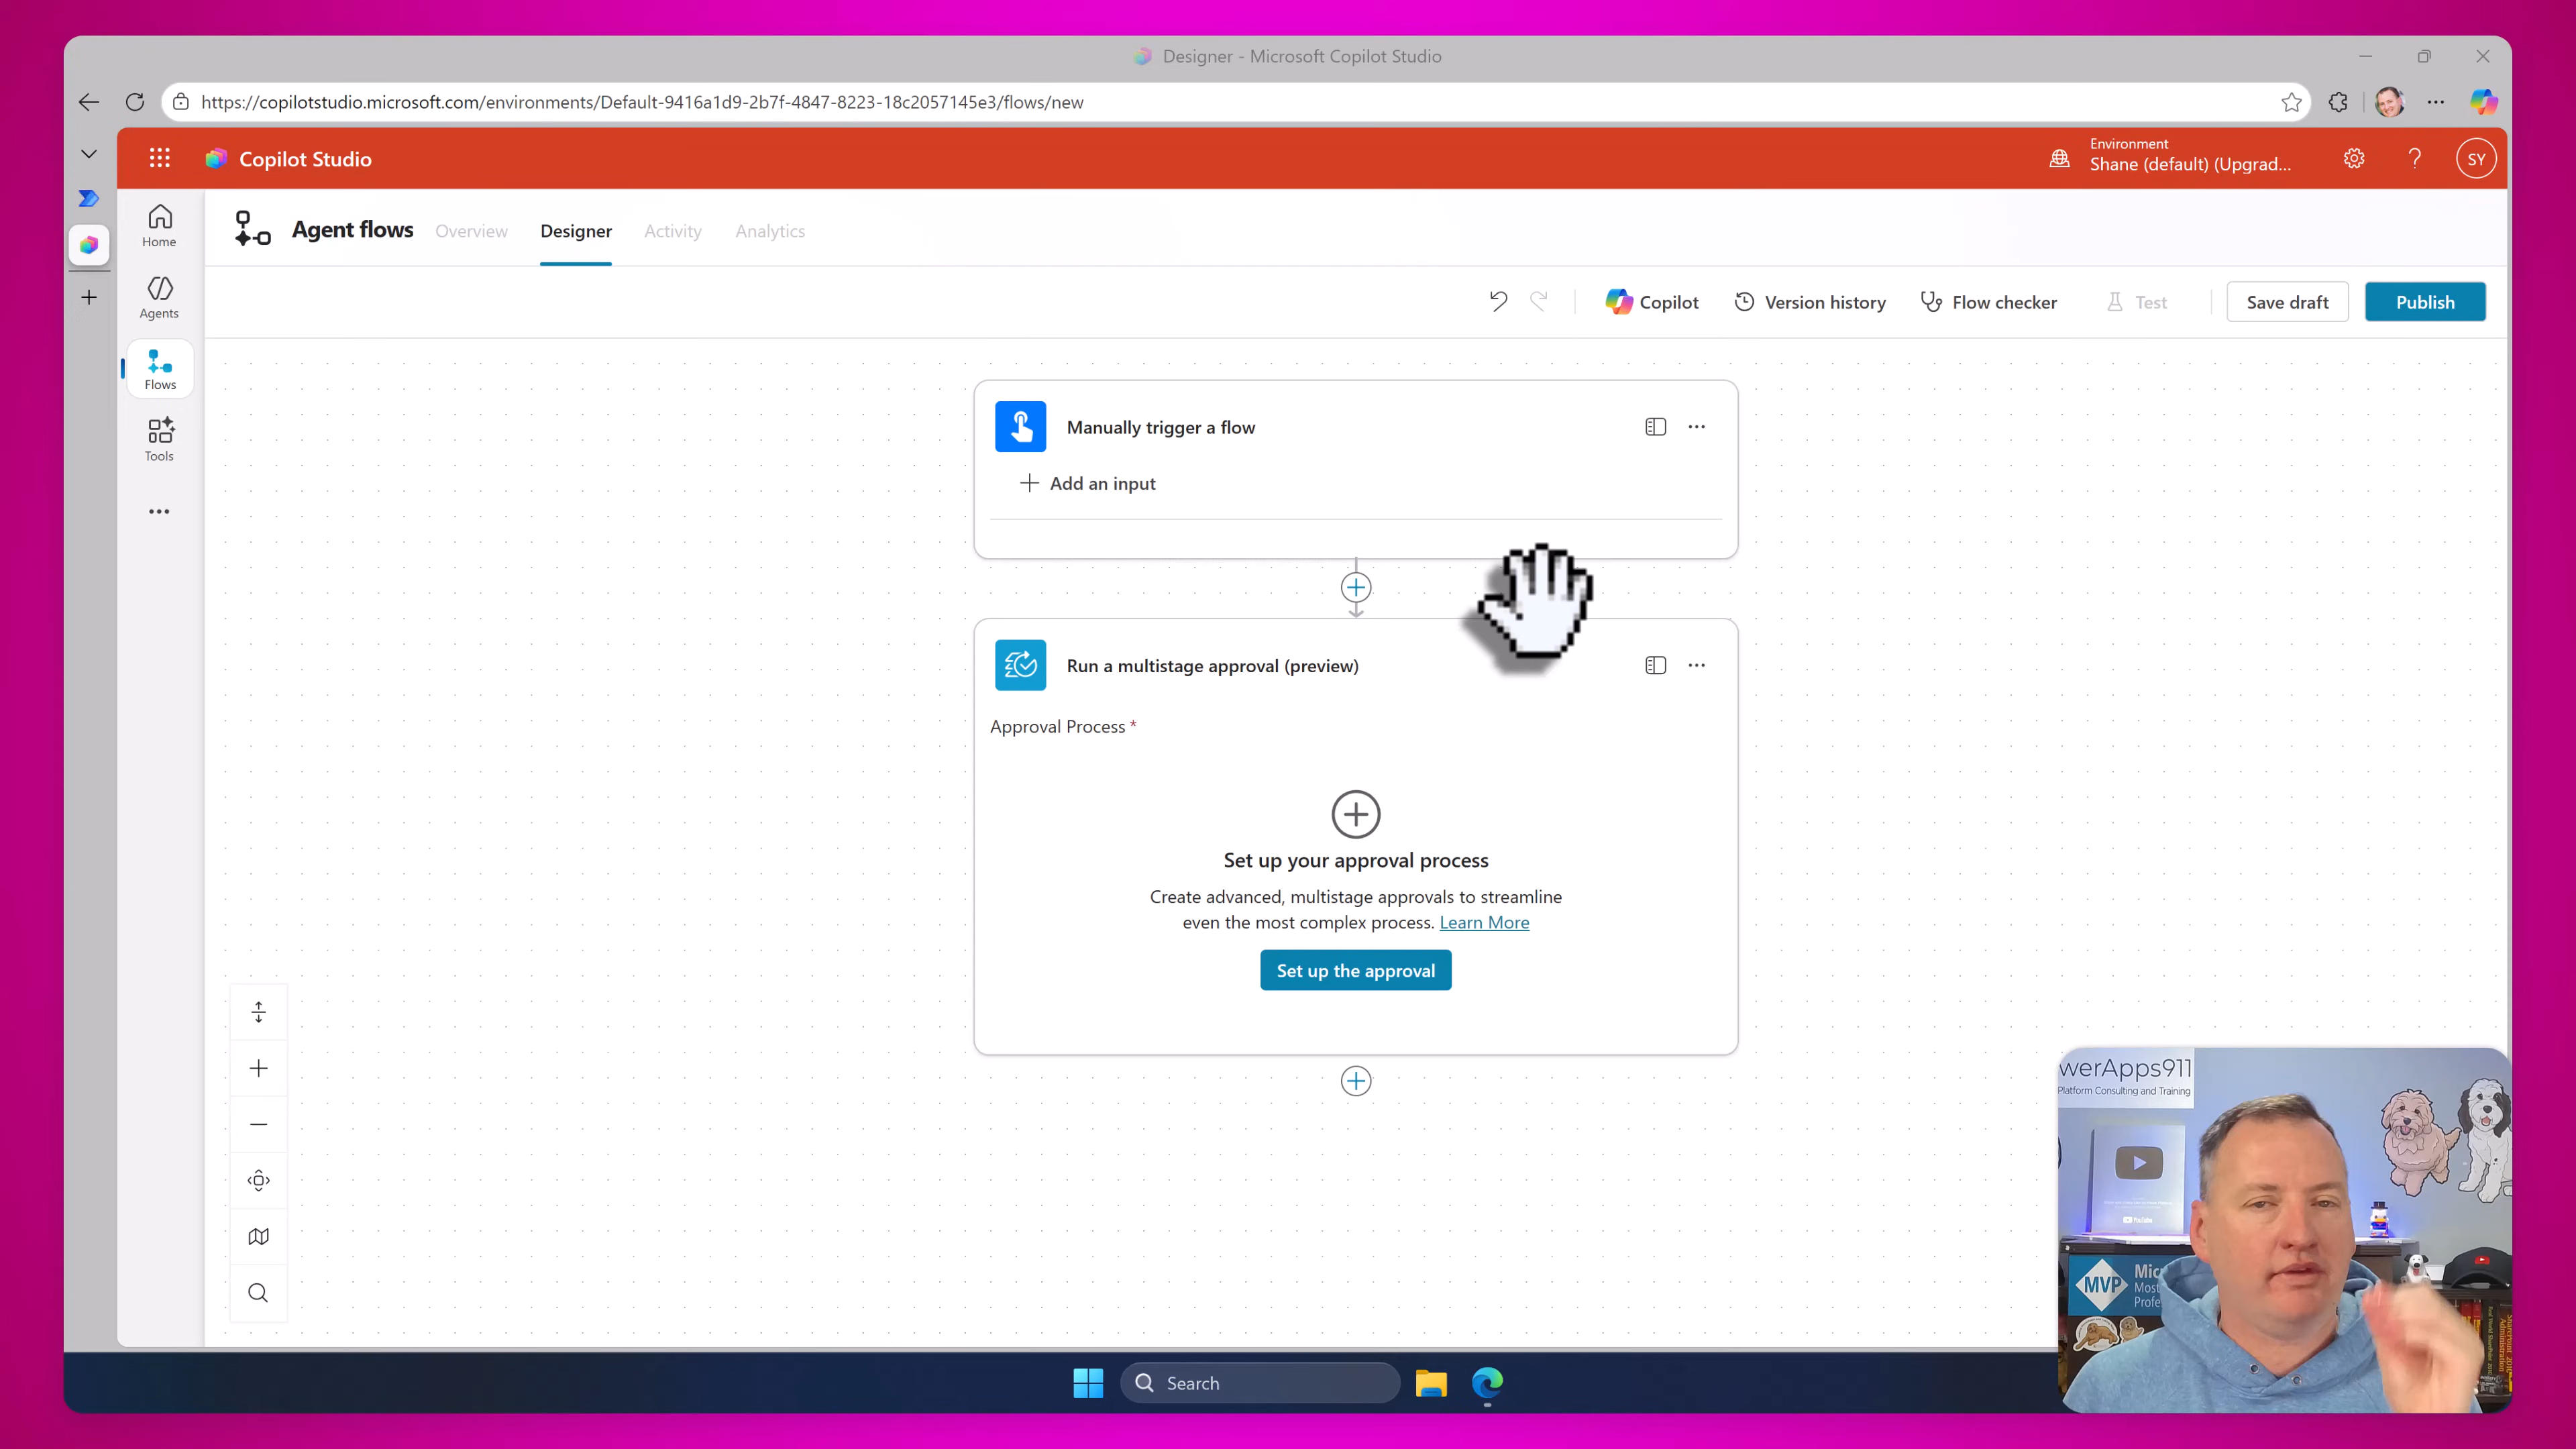 Designer - Microsoft Copilot Studio
https://copilotstudio.microsoft.com/environments/Default-9416a1d9-2b7f-4847-8223-18c2057145e3/flows/new
Copilot Studio
Environment
Shane (default) (Upgrad...
SY
Home
Agents
Flows
Tools
Agent flows
Overview
Designer
Activity
Analytics
Copilot
Version history
Flow checker
Test
Save draft
Publish
Manually trigger a flow
Add an input
Run a multistage approval (preview)
Approval Process *
Set up your approval process
Create advanced, multistage approvals to streamline
even the most complex process. Learn More
Set up the approval
werApps911
Platform Consulting and Training
YouTube
MVP
Mic
Most
Profe
Search